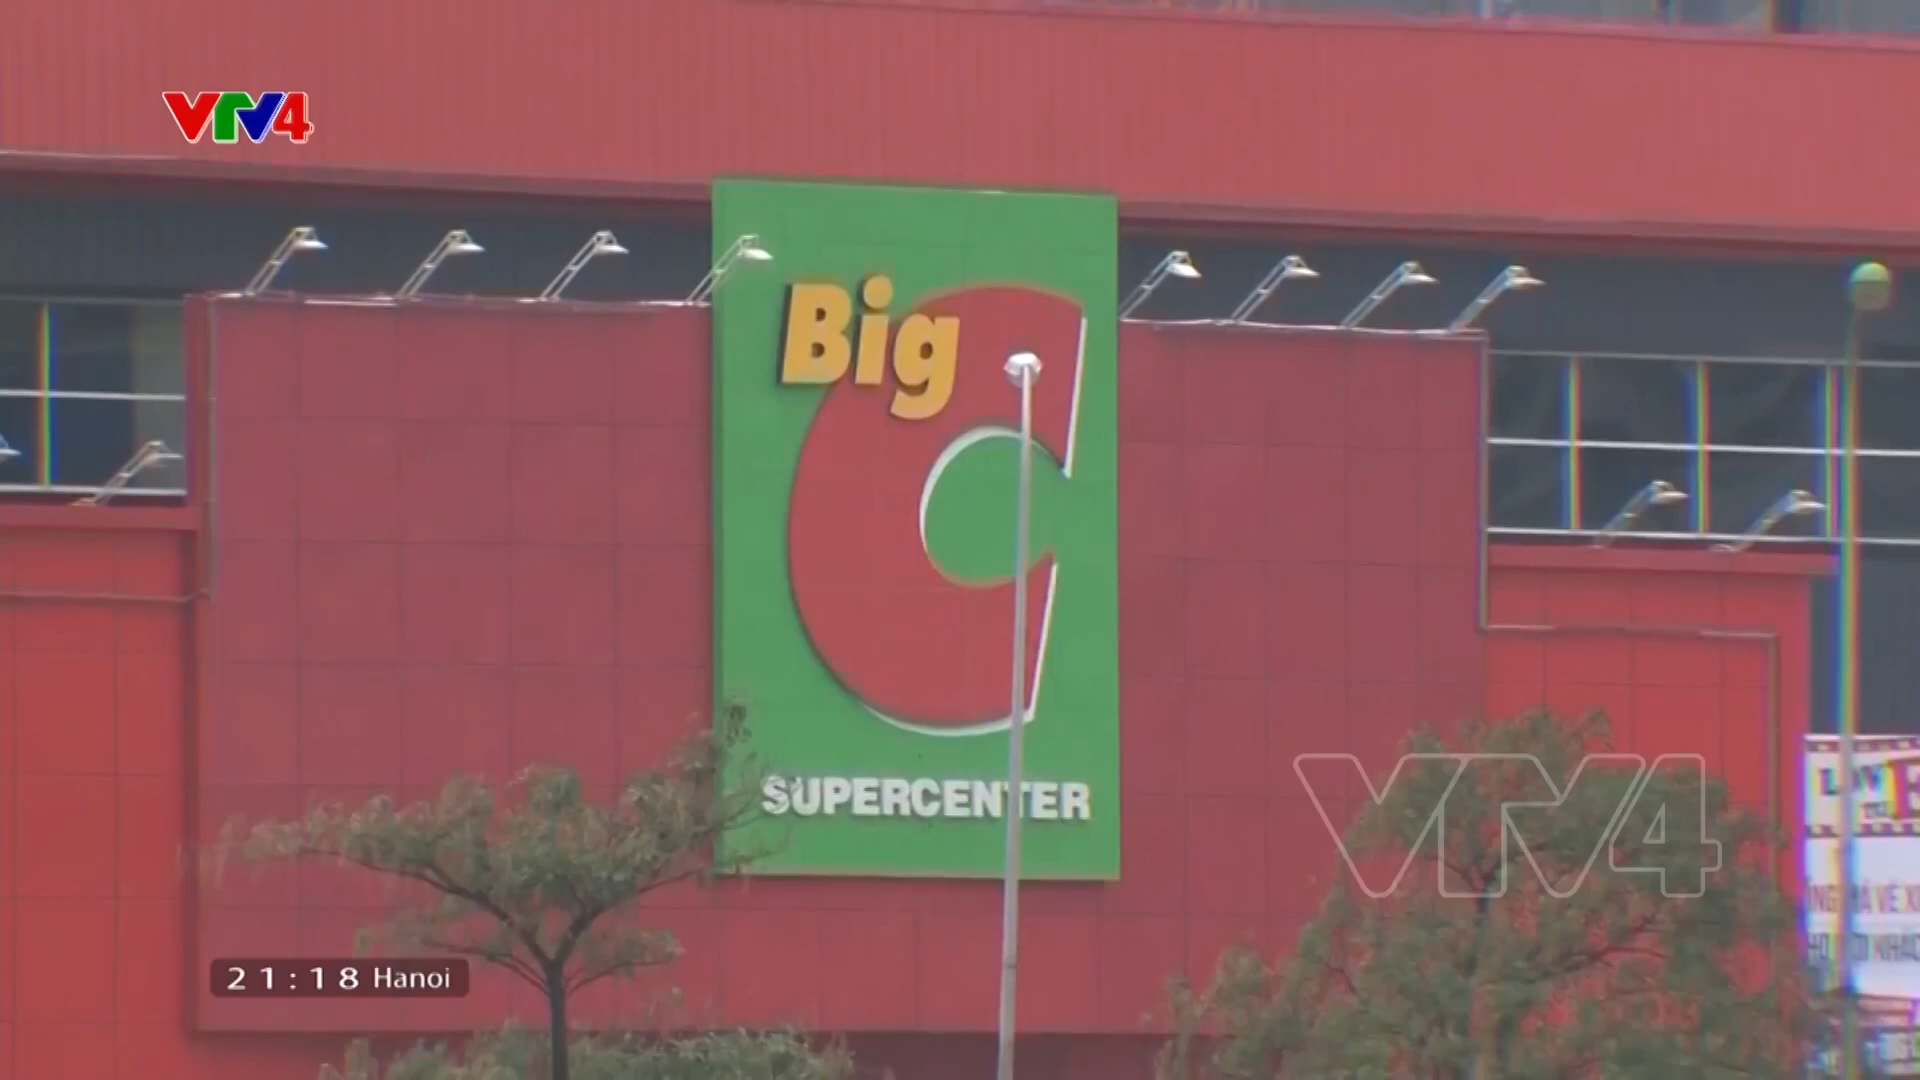 VTV4
Big C
SUPERCENTER
VTV4
21:18 Hanoi